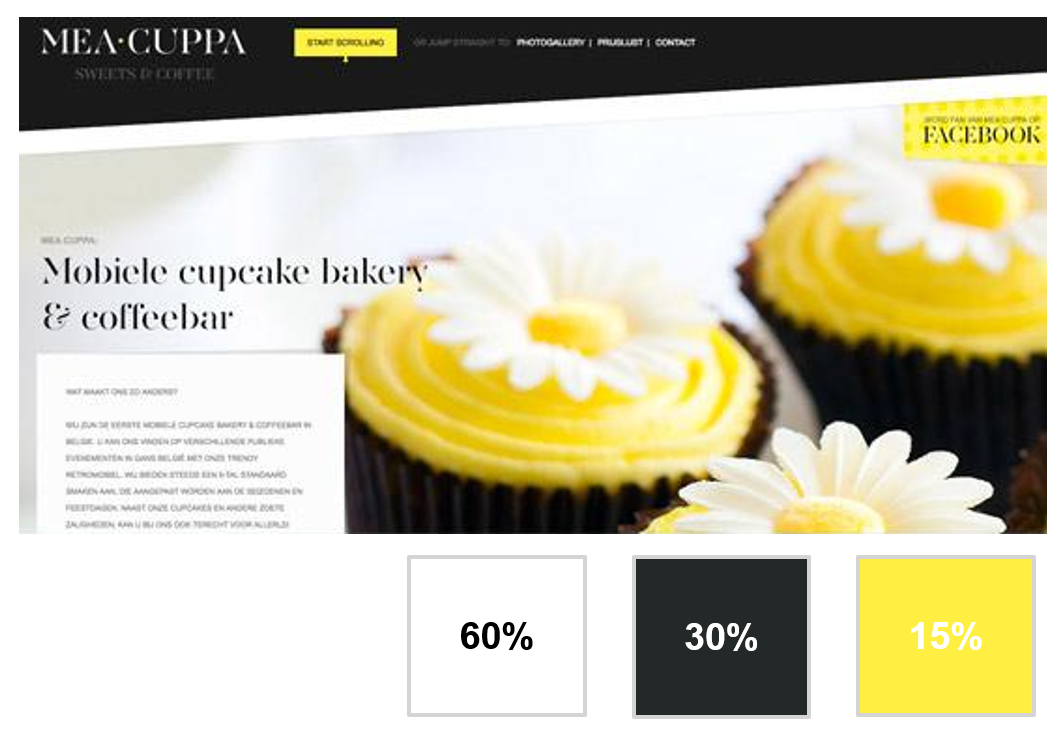 MEA·CUPPA
SWEETS & COFFEE
START SCROLLING
OR JUMP STRAIGHT TO: PHOTOGALLERY | PRIJSLIJST | CONTACT
WORD FAN VAN MEA CUPPA OP
FACEBOOK
MEA CUPPA:
Mobiele cupcake bakery
& coffeebar
WAT MAAKT ONS ZO ANDERS?
WIJ ZIJN DE EERSTE MOBIELE CUPCAKE BAKERY & COFFEEBAR IN
BELGIË. U KAN ONS VINDEN OP VERSCHILLENDE PUBLIEKE
EVENEMENTEN IN GANS BELGIË MET ONZE TRENDY
RETROMOBIEL. WIJ BIEDEN STEEDS EEN 8-TAL STANDAARD
SMAKEN AAN, DIE AANGEPAST WORDEN AAN DE SEIZOENEN EN
FEESTDAGEN. NAAST ONZE CUPCAKES EN ANDERE ZOETE
ZALIGHEDEN, KAN U BIJ ONS OOK TERECHT VOOR ALLERLEI
60%
30%
15%